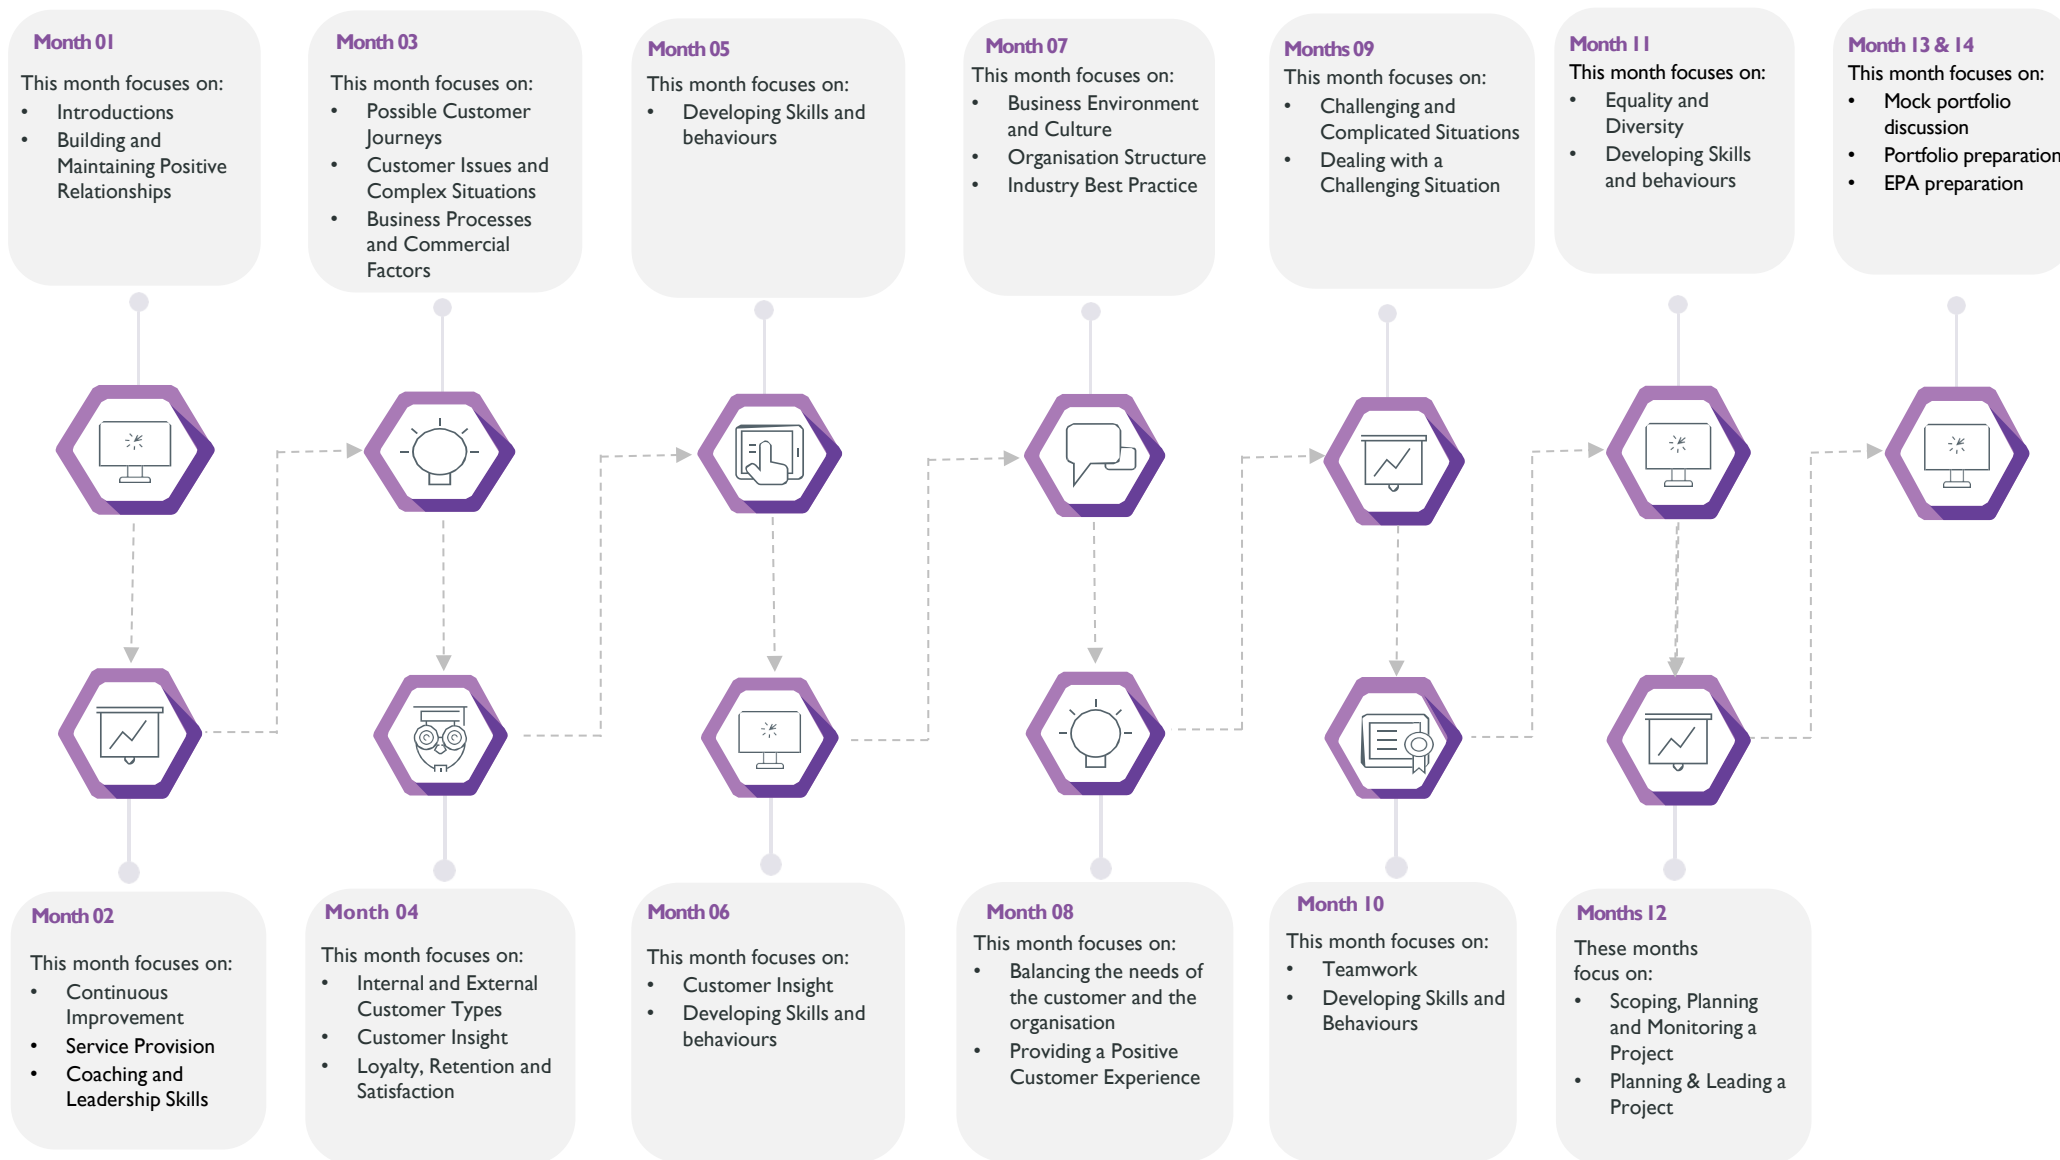 Month 01
This month focuses on:
• Introductions
• Building and
Maintaining Positive
Relationships
Month 03
This month focuses on:
• Possible Customer
Journeys
• Customer Issues and
Complex Situations
• Business Processes
and Commercial
Factors
Month 05
This month focuses on:
• Developing Skills and
behaviours
Month 07
This month focuses on:
• Business Environment
and Culture
• Organisation Structure
• Industry Best Practice
Months 09
This month focuses on:
• Challenging and
Complicated Situations
• Dealing with a
Challenging Situation
Month 11
This month focuses on:
• Equality and
Diversity
• Developing Skills
and behaviours
Month 13 & 14
This month focuses on:
• Mock portfolio
discussion
• Portfolio preparation
• EPA preparation
Month 02
This month focuses on:
• Continuous
Improvement
• Service Provision
• Coaching and
Leadership Skills
Month 04
This month focuses on:
• Internal and External
Customer Types
• Customer Insight
• Loyalty, Retention and
Satisfaction
Month 06
This month focuses on:
• Customer Insight
• Developing Skills and
behaviours
Month 08
This month focuses on:
• Balancing the needs of
the customer and the
organisation
• Providing a Positive
Customer Experience
Month 10
This month focuses on:
• Teamwork
• Developing Skills and
Behaviours
Months 12
These months
focus on:
• Scoping, Planning
and Monitoring a
Project
• Planning & Leading a
Project